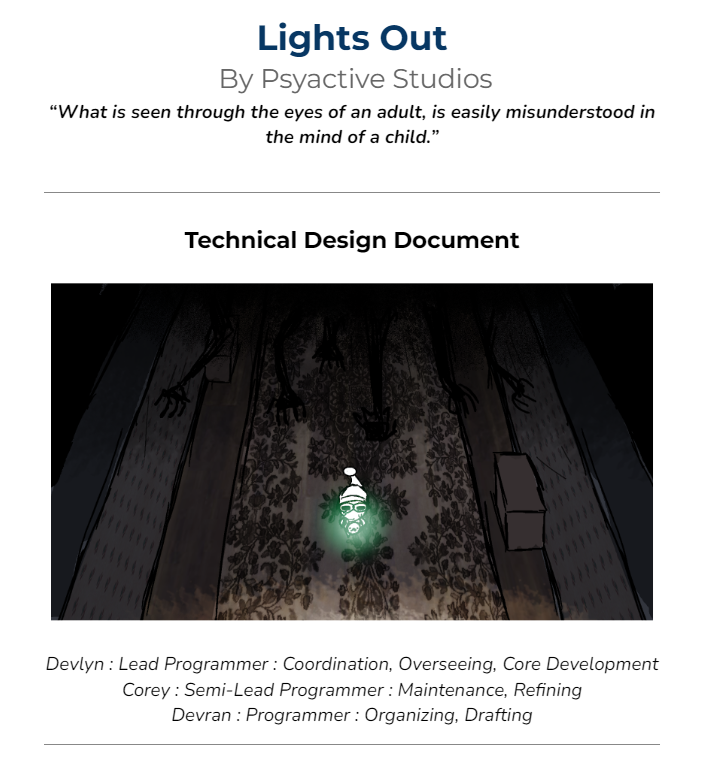 Lights Out
By Psyactive Studios
“What is seen through the eyes of an adult, is easily misunderstood in
the mind of a child.”
Technical Design Document
Devlyn : Lead Programmer : Coordination, Overseeing, Core Development
Corey : Semi-Lead Programmer : Maintenance, Refining
Devran : Programmer : Organizing, Drafting